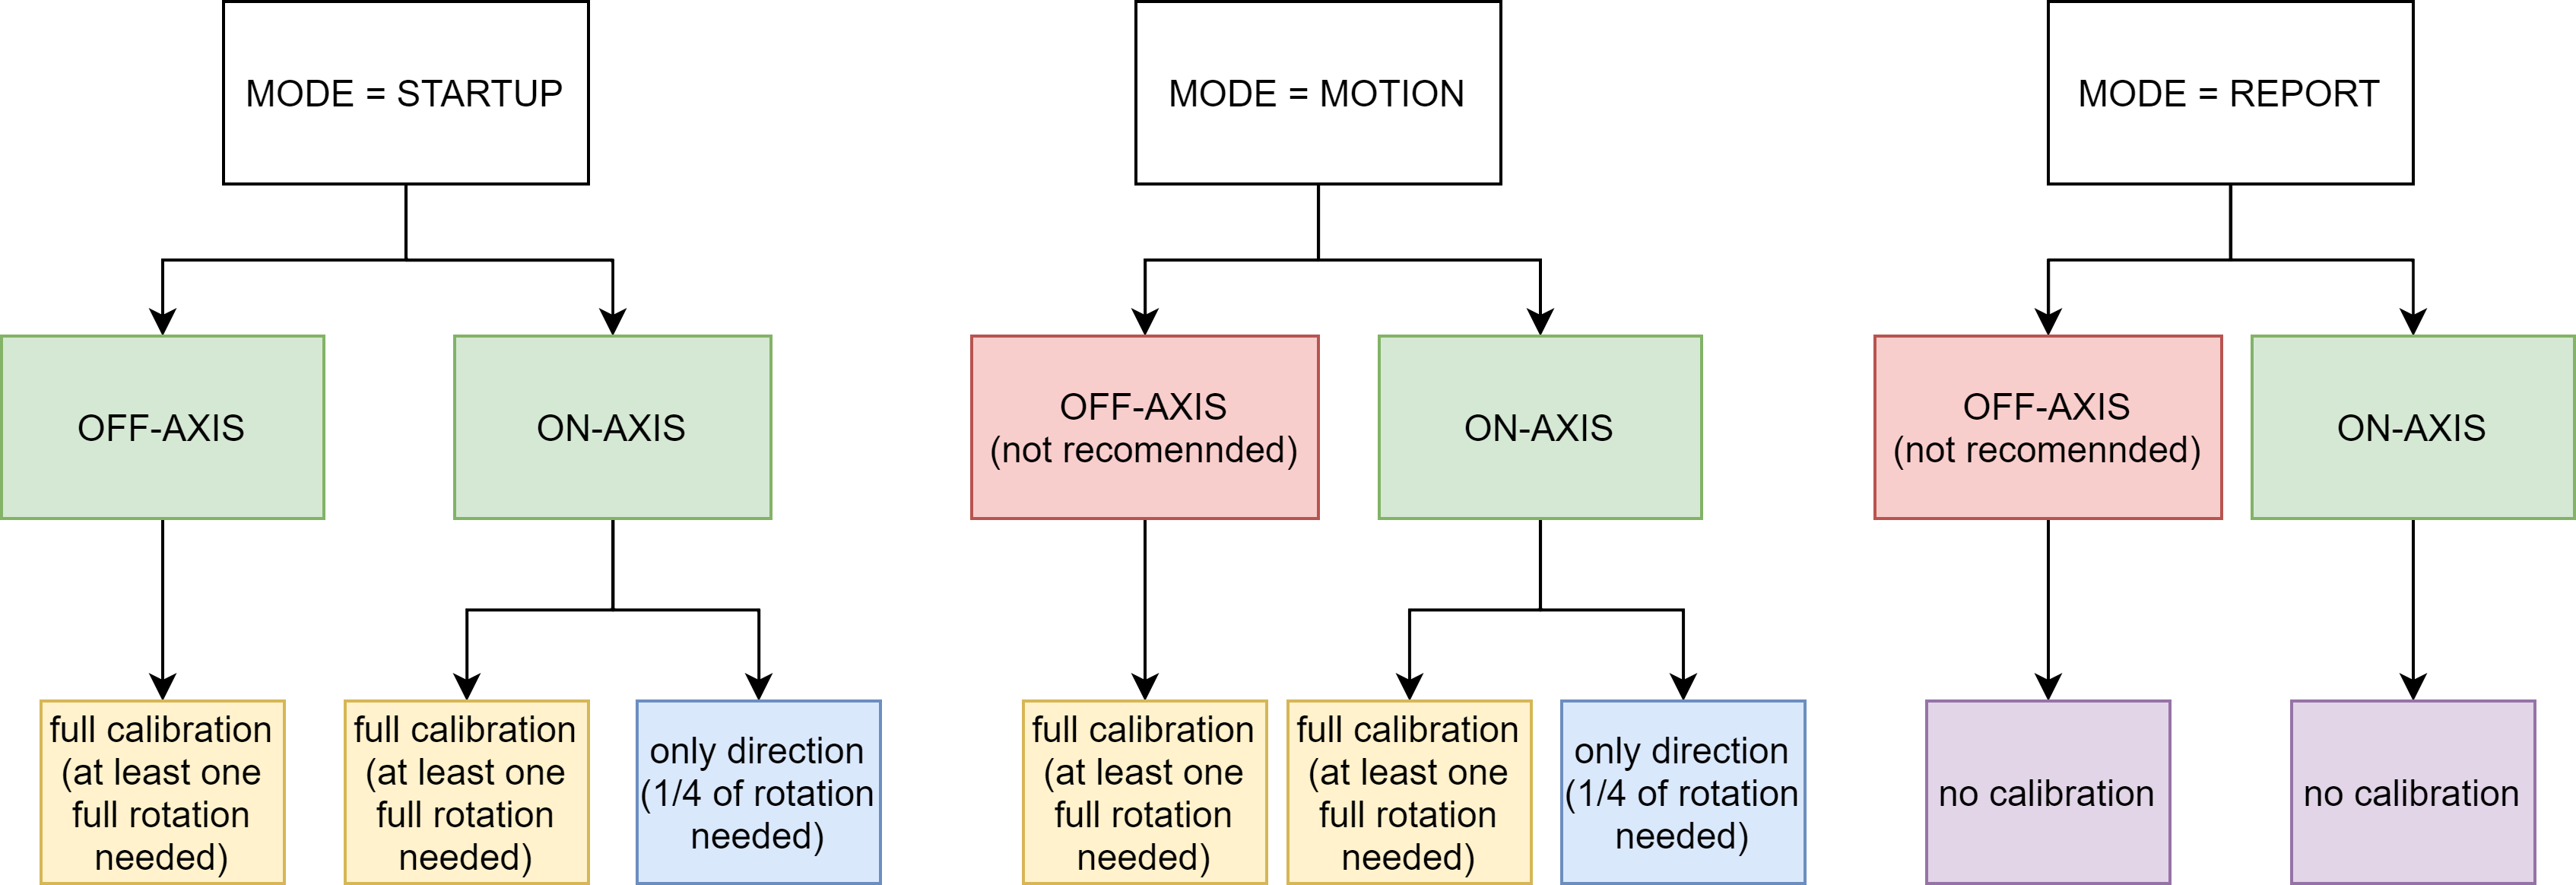 MODE = STARTUP
MODE = MOTION
MODE = REPORT
OFF-AXIS
ON-AXIS
OFF-AXIS
(not recomennded)
ON-AXIS
OFF-AXIS
(not recomennded)
ON-AXIS
full calibration
(at least one
full rotation
needed)
full calibration
(at least one
full rotation
needed)
only direction
(1/4 of rotation
needed)
full calibration
(at least one
full rotation
needed)
full calibration
(at least one
full rotation
needed)
only direction
(1/4 of rotation
needed)
no calibration
no calibration